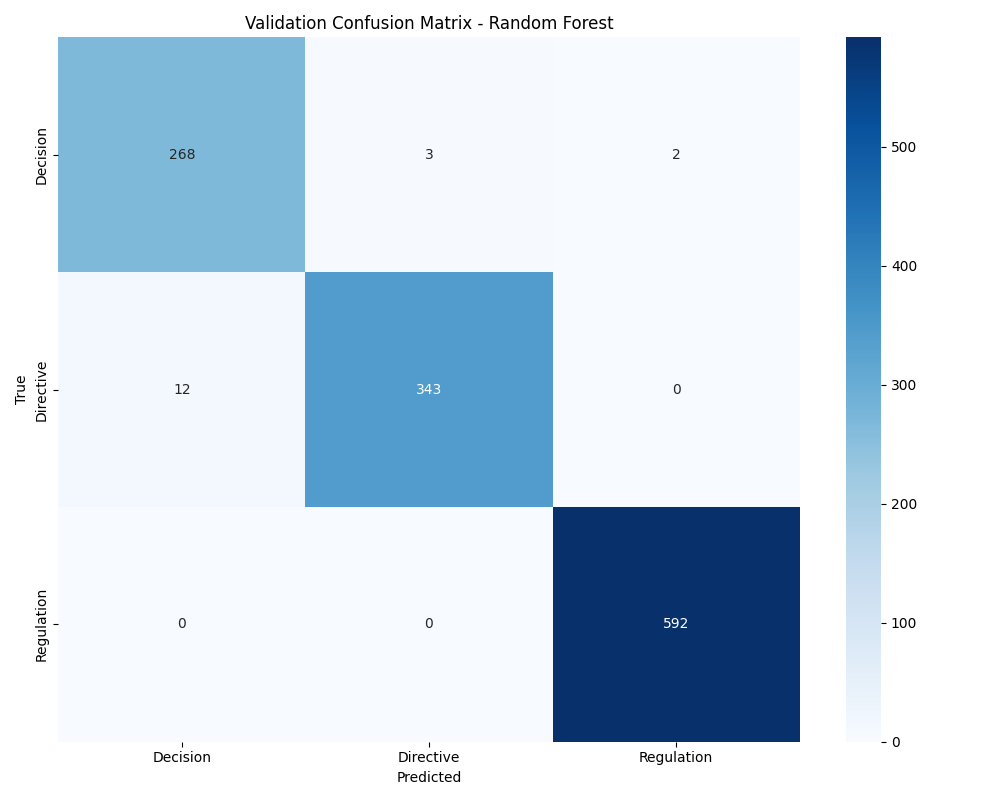 Validation Confusion Matrix - Random Forest
True
Decision
268
3
2
Directive
12
343
0
Regulation
0
0
592
Decision
Directive
Regulation
Predicted
500
400
300
200
100
0